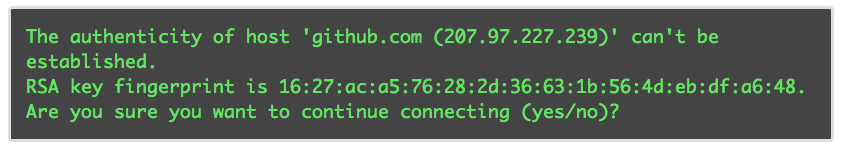 The authenticity of host 'github.com (207.97.227.239)' can't be
established.
RSA key fingerprint is 16:27:ac:a5:76:28:2d:36:63:1b:56:4d:eb:df:a6:48.
Are you sure you want to continue connecting (yes/no)?